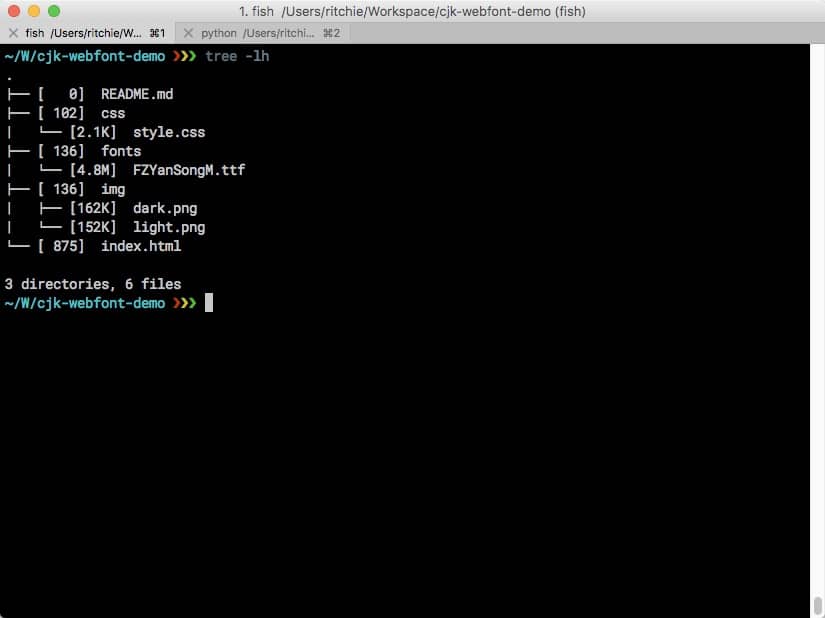 1. fish  /Users/ritchie/Workspace/cjk-webfont-demo (fish)
✕ fish  /Users/ritchie/W... ⌘1 ✕ python  /Users/ritchi... ⌘2
~/W/cjk-webfont-demo ❯❯❯ tree -lh
.
├── [   0]  README.md
├── [ 102]  css
|   └── [2.1K]  style.css
├── [ 136]  fonts
|   └── [4.8M]  FZYanSongM.ttf
├── [ 136]  img
|   ├── [162K]  dark.png
|   └── [152K]  light.png
└── [ 875]  index.html
3 directories, 6 files
~/W/cjk-webfont-demo ❯❯❯